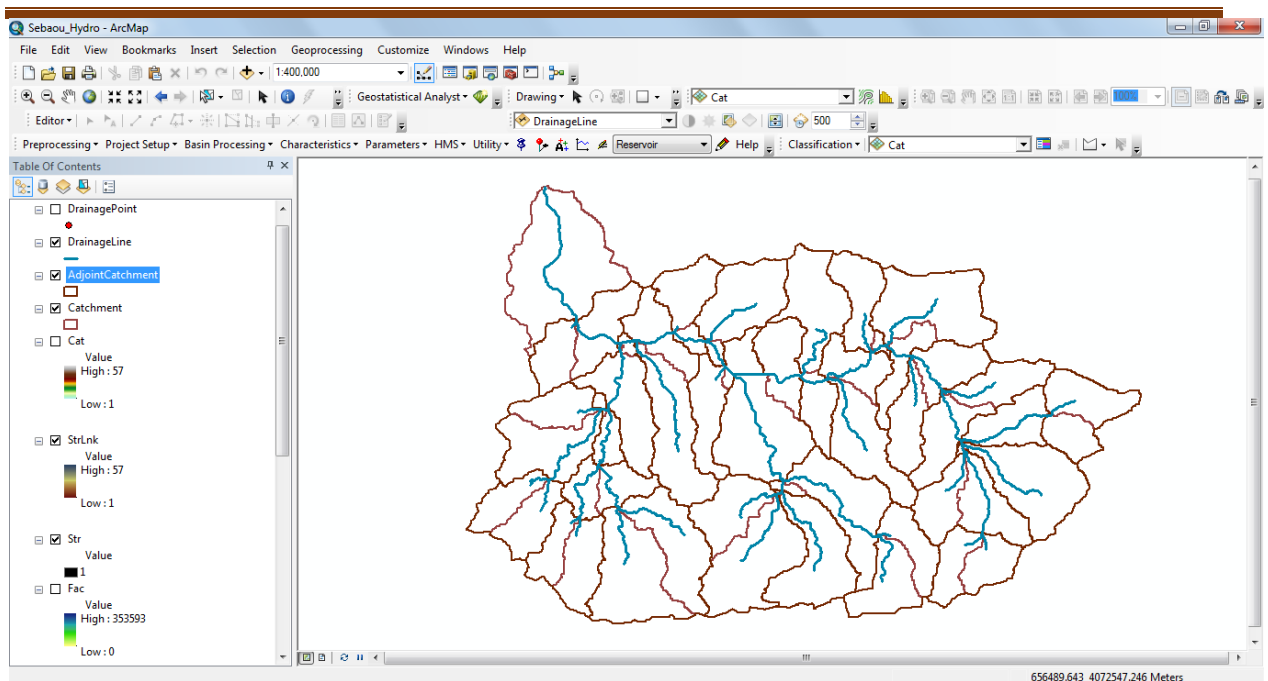 Sebaou_Hydro - ArcMap
File Edit View Bookmarks Insert Selection Geoprocessing Customize Windows Help
1:400,000
Geostatistical Analyst Drawing Cat 100%
Editor DrainageLine 500
Preprocessing Project Setup Basin Processing Characteristics Parameters HMS Utility Reservoir Help Classification Cat
Table Of Contents
DrainagePoint
DrainageLine
AdjointCatchment
Catchment
Cat
Value
High : 57
Low : 1
StrLnk
Value
High : 57
Low : 1
Str
Value
1
Fac
Value
High : 353593
Low : 0
656489.643 4072547.246 Meters